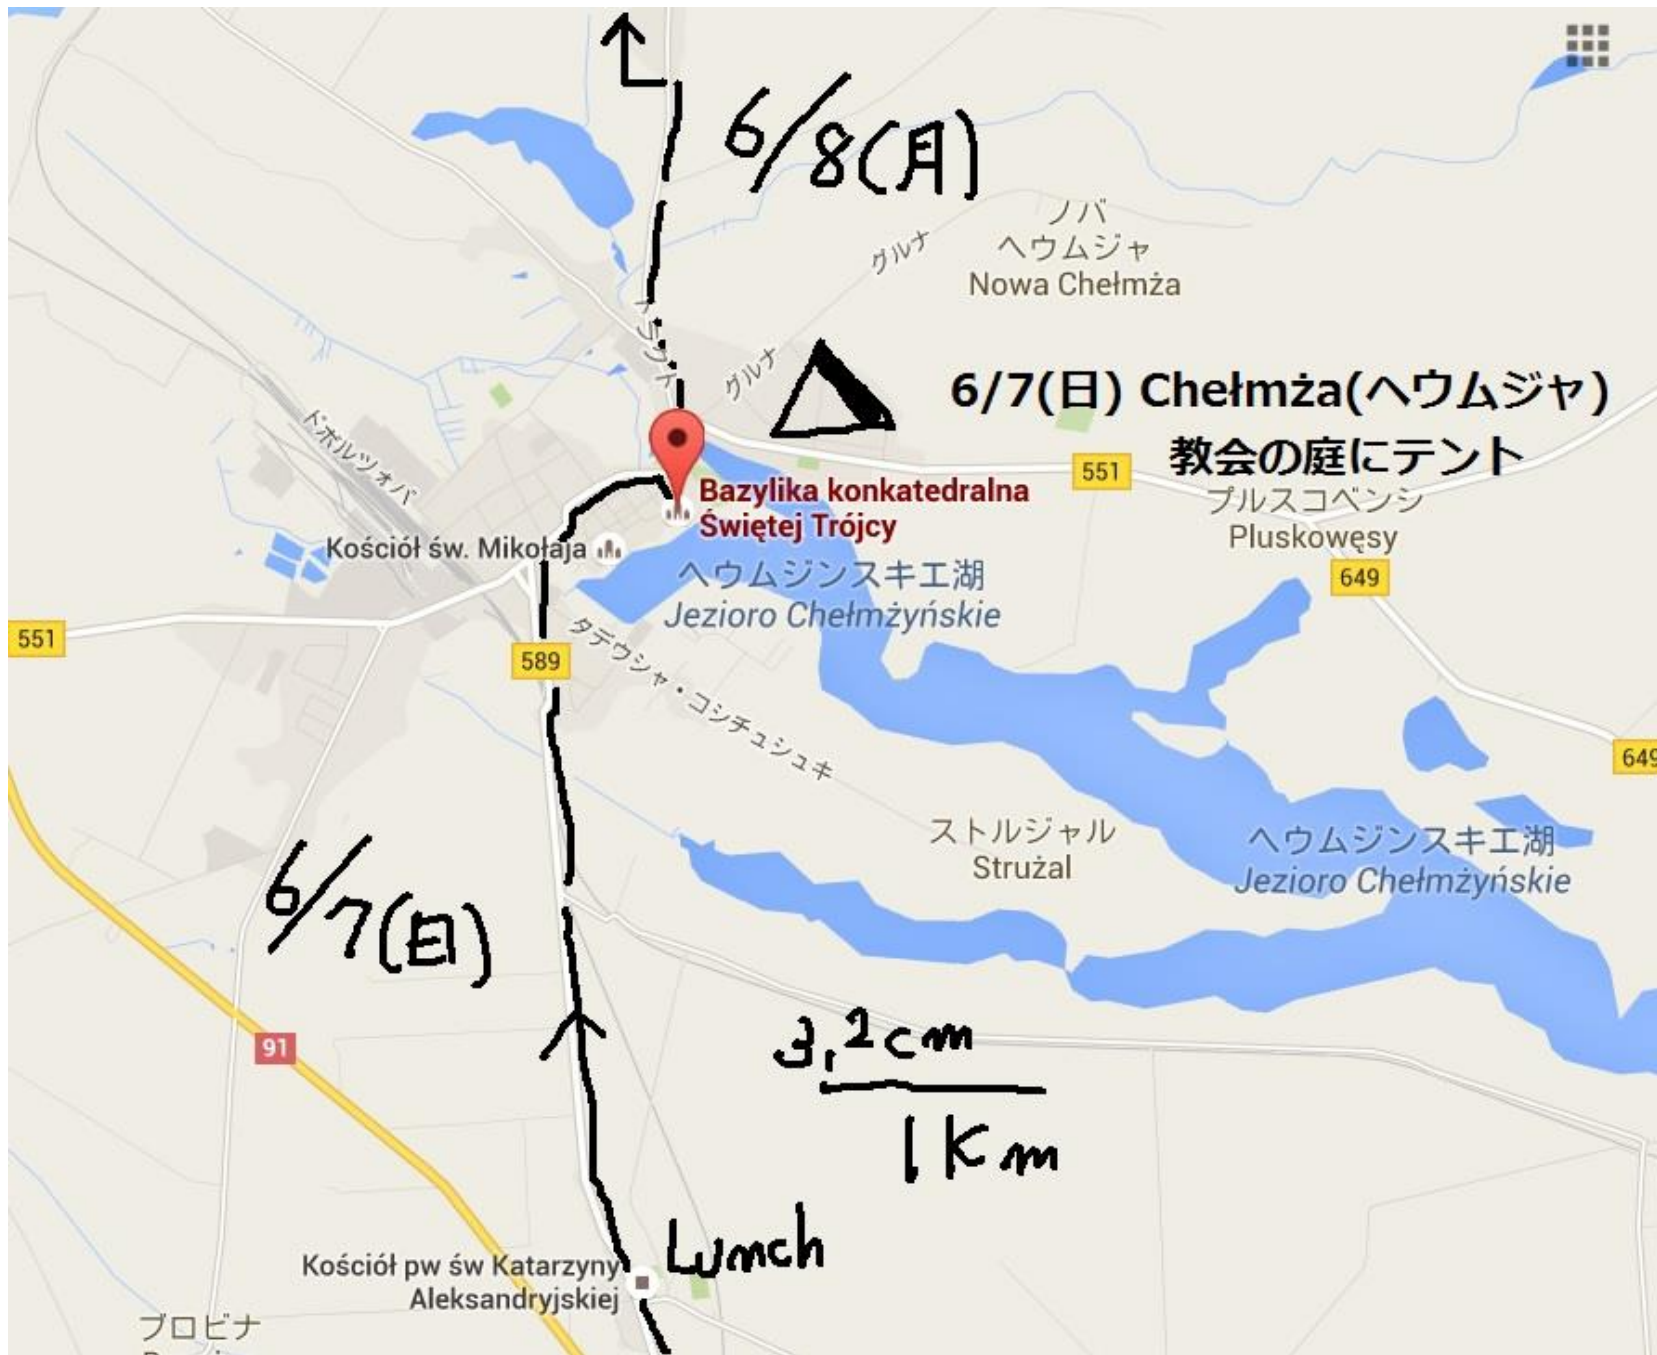 6/8(月)
ノバ
ヘウムジャ
Nowa Chełmża
グルナ
トラクト
グルナ
6/7(日) Chełmża(ヘウムジャ)
教会の庭にテント
ドボルツォバ
551
Bazylika konkatedralna
Świętej Trójcy
プルスコベンシ
Pluskowęsy
Kościół św. Mikołaja
ヘウムジンスキエ湖
Jezioro Chełmżyńskie
649
551
589
タデウシャ・コシチュシュキ
649
ストルジャル
Strużal
ヘウムジンスキエ湖
Jezioro Chełmżyńskie
6/7(日)
91
3,2cm
1Km
Lunch
Kościół pw św Katarzyny
Aleksandryjskiej
ブロビナ